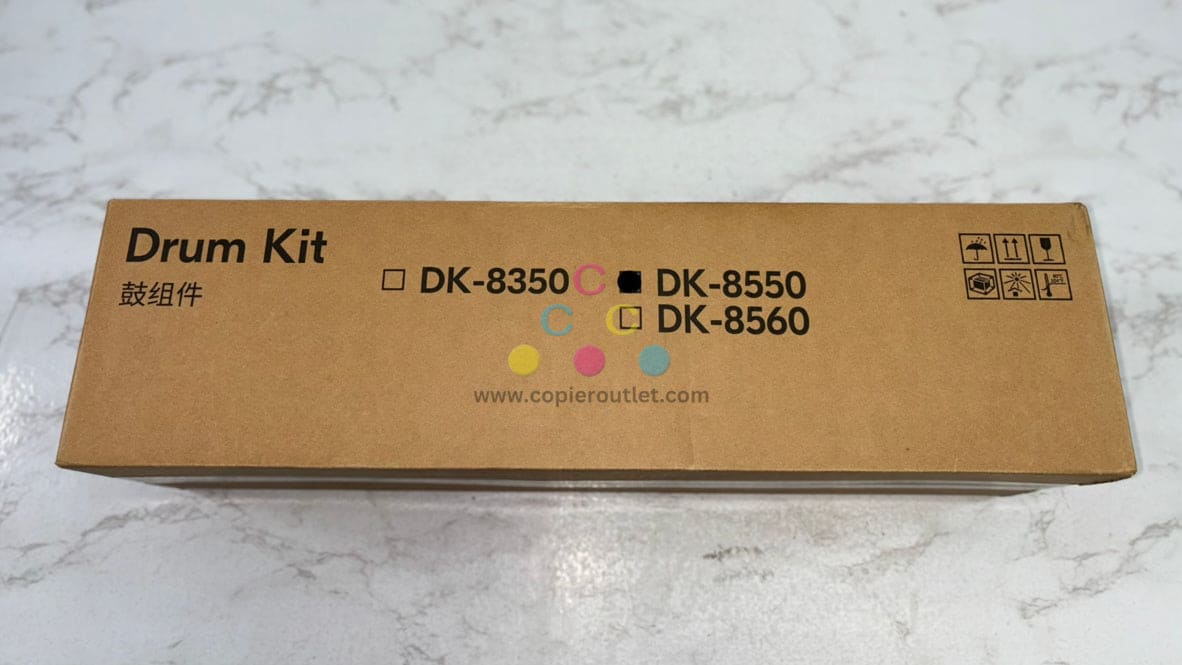 Drum Kit
鼓组件
DK-8350
DK-8550
DK-8560
C
C C
www.copieroutlet.com